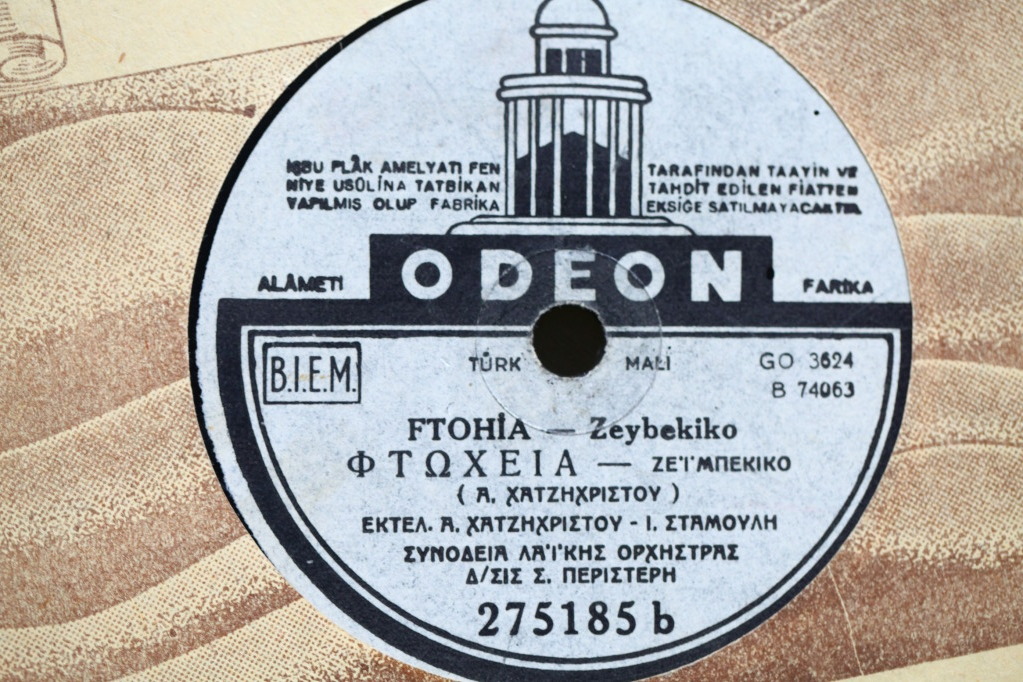 İŞBU PLÂK AMELYATI FEN
NİYE USÛLİNA TATBİKAN
YAPILMIŞ OLUP FABRİKA
TARAFINDAN TAAYİN VE
TAHDİT EDİLEN FİATTEN
EKSİĞE SATILMAYACAKTIR
ALÂMETİ
ODEON
FARİKA
B.I.E.M.
TÜRK MALİ
GO 3624
B 74063
FTOHİA — Zeybekiko
ΦΤΩΧΕΙΑ — ΖΕΪΜΠΕΚΙΚΟ
( Α. ΧΑΤΖΗΧΡΙΣΤΟΥ )
ΕΚΤΕΛ. Α. ΧΑΤΖΗΧΡΙΣΤΟΥ - Ι. ΣΤΑΜΟΥΛΗ
ΣΥΝΟΔΕΙΑ ΛΑΪΚΗΣ ΟΡΧΗΣΤΡΑΣ
Δ/ΣΙΣ Σ. ΠΕΡΙΣΤΕΡΗ
275185 b